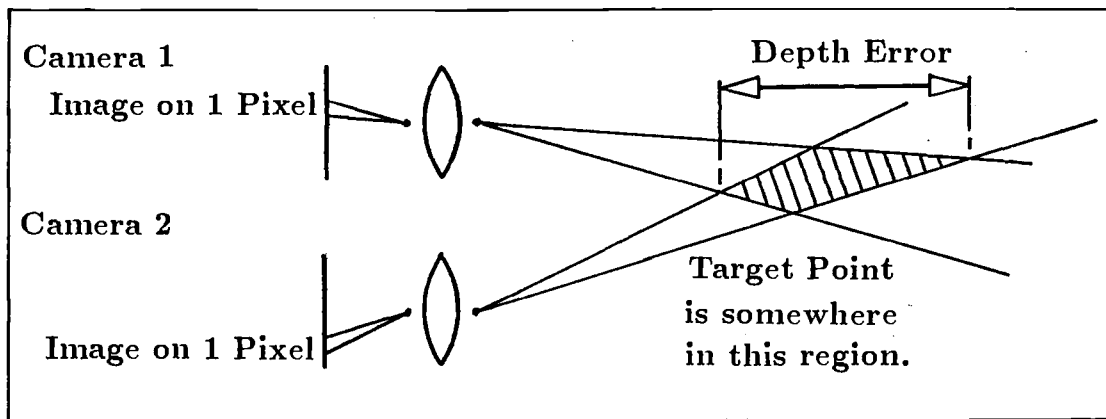 Camera 1
Image on 1 Pixel
Depth Error
Camera 2
Image on 1 Pixel
Target Point
is somewhere
in this region.